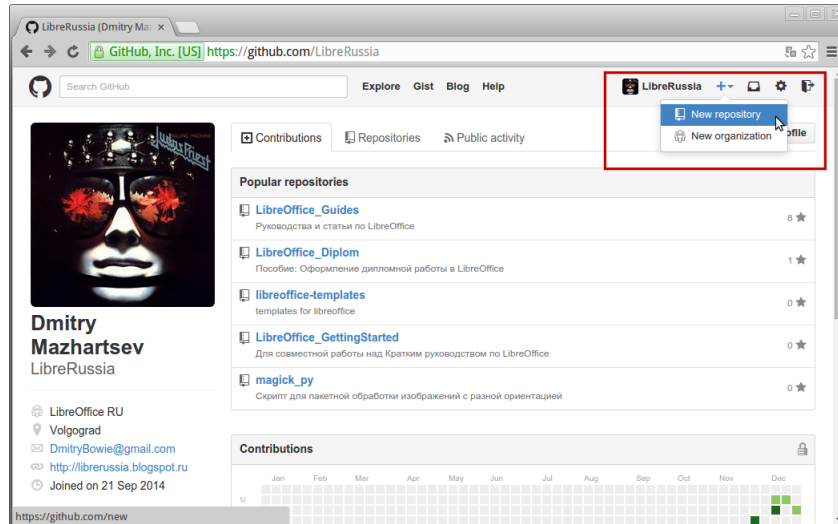 LibreRussia (Dmitry Ma
GitHub, Inc. [US] https://github.com/LibreRussia
Search GitHub
Explore Gist Blog Help
LibreRussia
New repository
New organization
ofile
Contributions
Repositories
Public activity
Judas Priest
Popular repositories
LibreOffice_Guides
Руководства и статьи по LibreOffice
8
LibreOffice_Diplom
Пособие: Оформление дипломной работы в LibreOffice
1
libreoffice-templates
templates for libreoffice
0
LibreOffice_GettingStarted
Для совместной работы над Кратким руководством по LibreOffice
0
magick_py
Скрипт для пакетной обработки изображений с разной ориентацией
0
Dmitry
Mazhartsev
LibreRussia
LibreOffice RU
Volgograd
DmitryBowie@gmail.com
http://librerussia.blogspot.ru
Joined on 21 Sep 2014
Contributions
Jan Feb Mar Apr May Jun Jul Aug Sep Oct Nov Dec
M
https://github.com/new